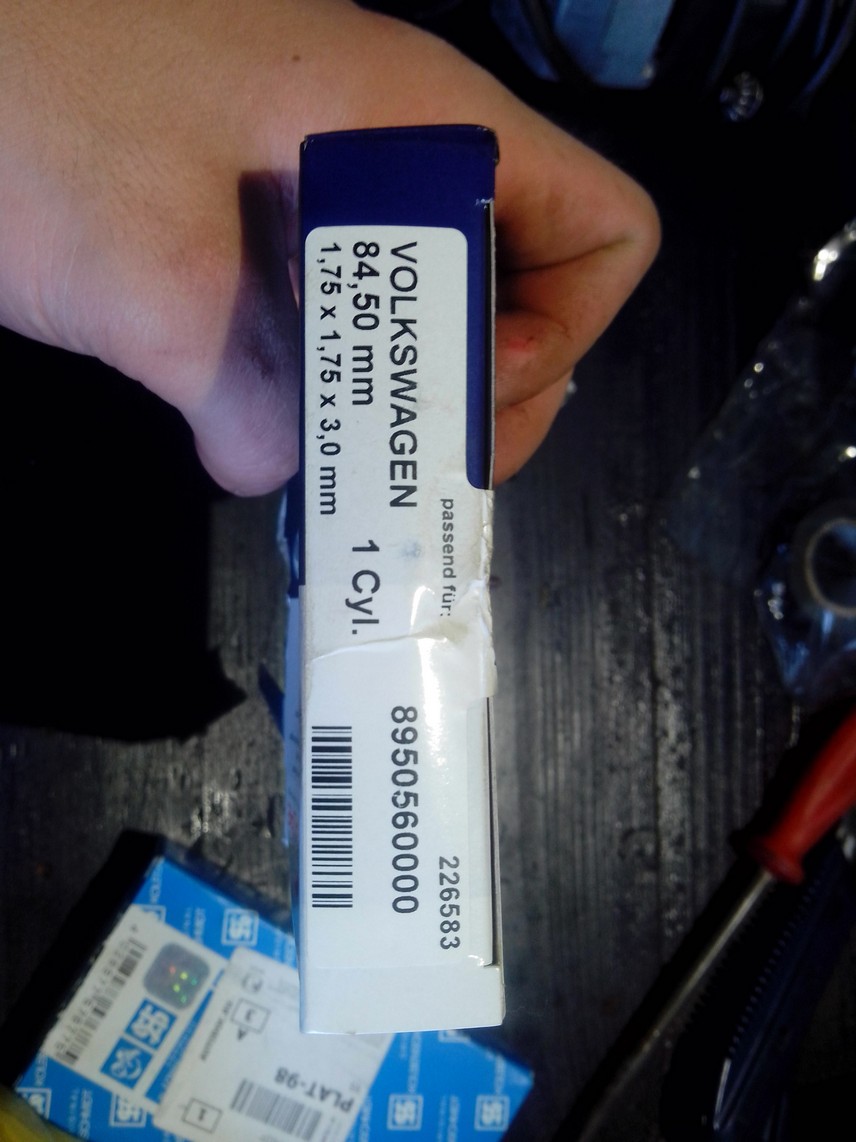 226583
passend für:
8950560000
VOLKSWAGEN
84,50 mm 1 Cyl.
1,75 x 1,75 x 3,0 mm
PLAT-98